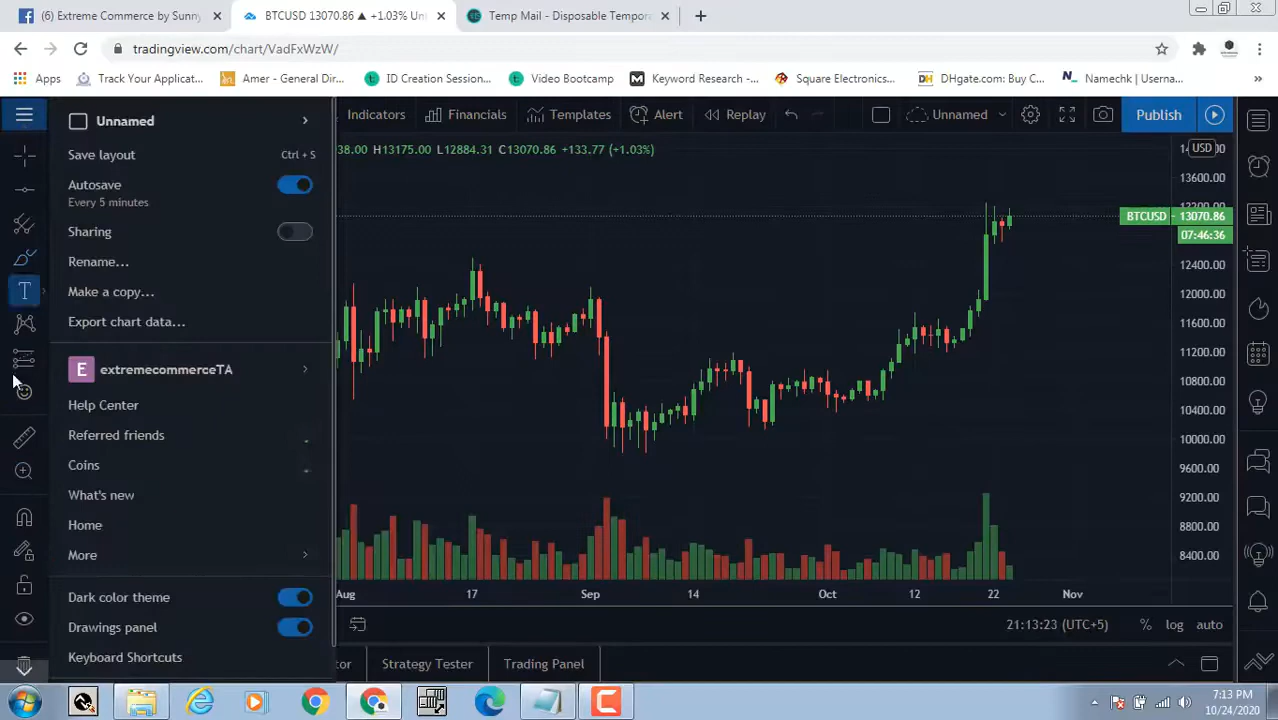 (6) Extreme Commerce by Sunny
BTCUSD 13070.86 ▲ +1.03% Un
Temp Mail - Disposable Tempora
tradingview.com/chart/VadFxWzW/
Apps
Track Your Applicat...
Amer - General Dir...
ID Creation Session...
Video Bootcamp
Keyword Research -...
Square Electronics...
DHgate.com: Buy C...
Namechk | Userna...
Unnamed
Indicators
Financials
Templates
Alert
Replay
Unnamed
Publish
38.00 H13175.00 L12884.31 C13070.86 +133.77 (+1.03%)
USD
Save layout
Ctrl + S
Autosave
Every 5 minutes
Sharing
Rename...
Make a copy...
Export chart data...
E
extremecommerceTA
Help Center
Referred friends
Coins
What's new
Home
More
Dark color theme
Drawings panel
Keyboard Shortcuts
13600.00
BTCUSD
13070.86
07:46:36
12400.00
12000.00
11600.00
11200.00
10800.00
10400.00
10000.00
9600.00
9200.00
8800.00
8400.00
Aug
17
Sep
14
Oct
12
22
Nov
21:13:23 (UTC+5)
%
log
auto
tor
Strategy Tester
Trading Panel
7:13 PM
10/24/2020